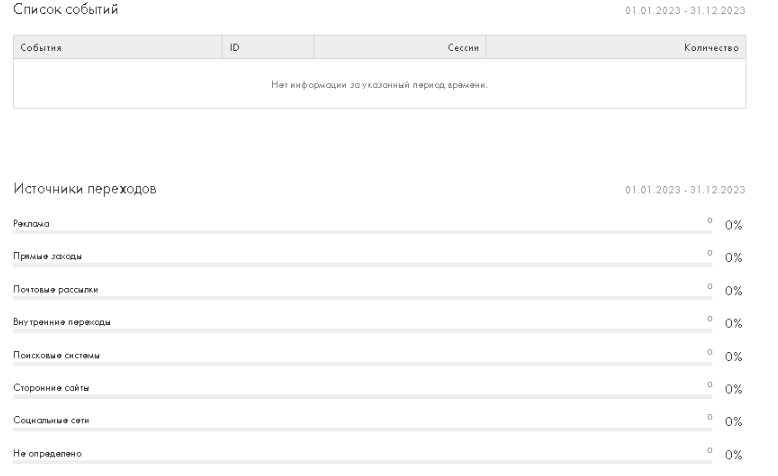 Список событий 01.01.2023 - 31.12.2023
События ID Сессии Количество
Нет информации за указанный период времени.
Источники переходов 01.01.2023 - 31.12.2023
Реклама 0 0%
Прямые заходы 0 0%
Почтовые рассылки 0 0%
Внутренние переходы 0 0%
Поисковые системы 0 0%
Сторонние сайты 0 0%
Социальные сети 0 0%
Не определено 0 0%